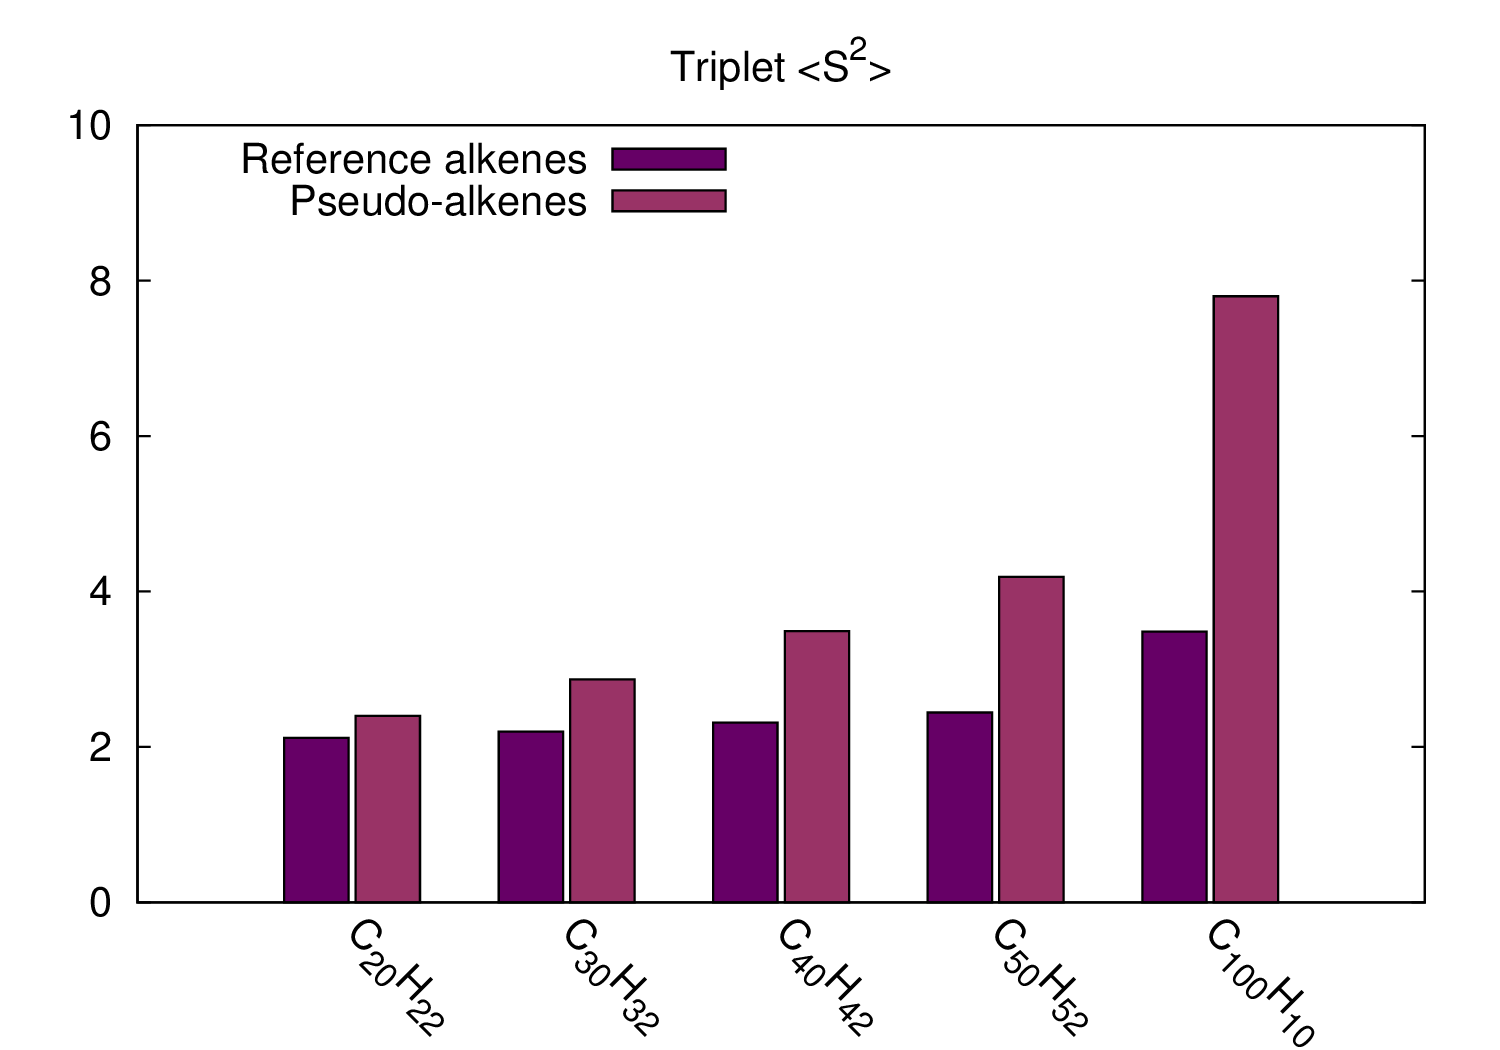 Triplet <S²>
10
8
6
4
2
0
Reference alkenes
Pseudo-alkenes
C₂₀H₂₂
C₃₀H₃₂
C₄₀H₄₂
C₅₀H₅₂
C₁₀₀H₁₀